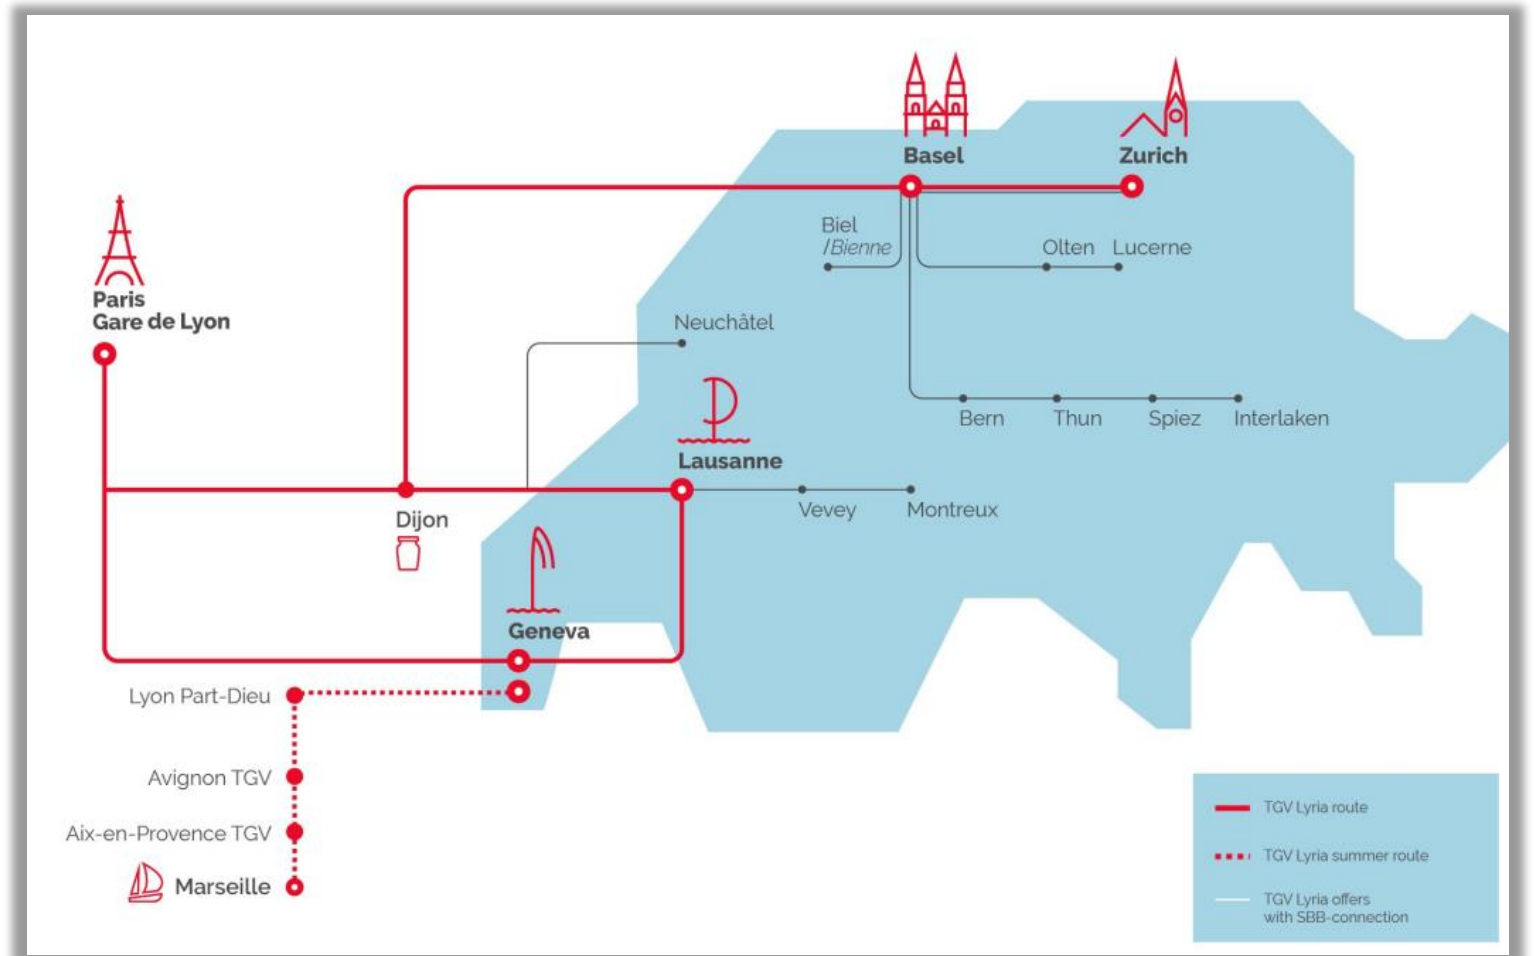 Basel
Zurich
Biel
/Bienne
Olten
Lucerne
Paris
Gare de Lyon
Neuchâtel
Bern
Thun
Spiez
Interlaken
Lausanne
Vevey
Montreux
Dijon
Geneva
Lyon Part-Dieu
Avignon TGV
Aix-en-Provence TGV
Marseille
TGV Lyria route
TGV Lyria summer route
TGV Lyria offers
with SBB-connection